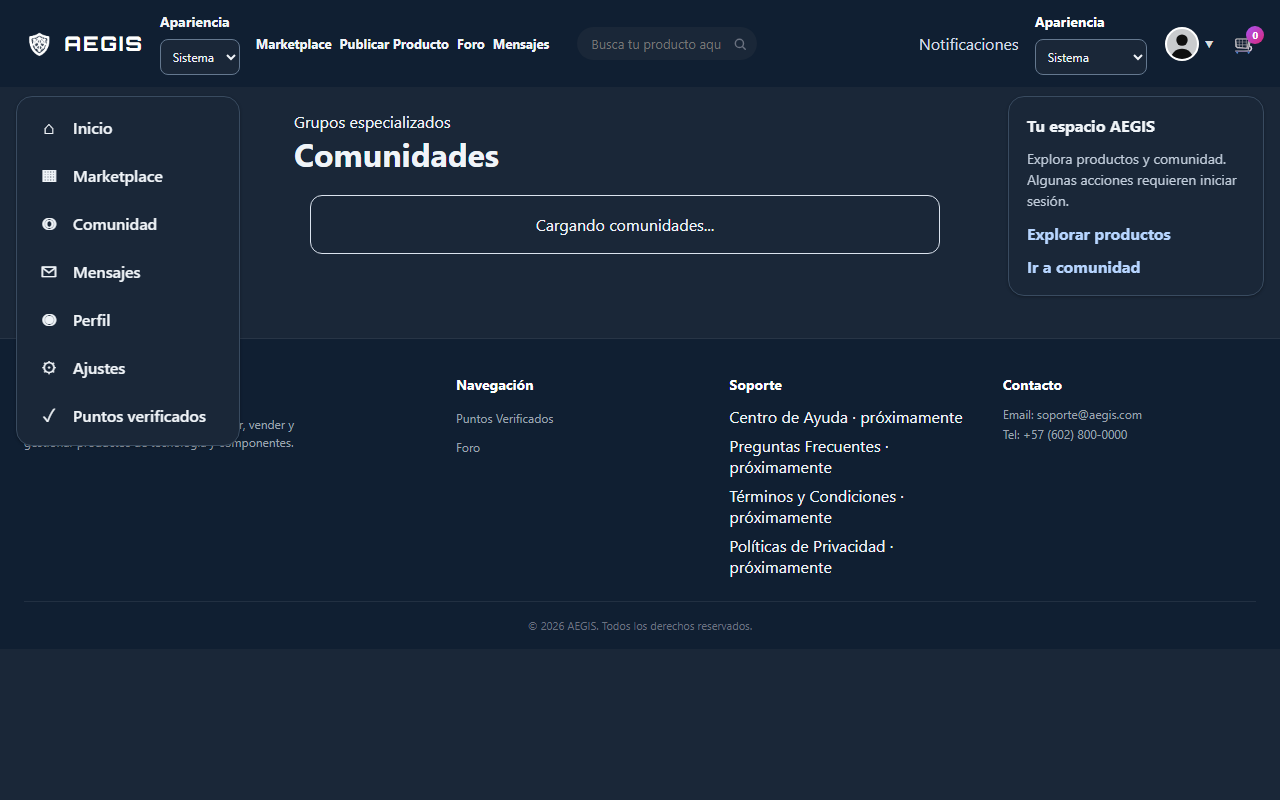 AEGIS
Apariencia
Sistema
Marketplace Publicar Producto Foro Mensajes
Busca tu producto aqu
Notificaciones
Apariencia
Sistema
0
Inicio
Marketplace
Comunidad
Mensajes
Perfil
Ajustes
Puntos verificados
Grupos especializados
Comunidades
Cargando comunidades...
Tu espacio AEGIS
Explora productos y comunidad.
Algunas acciones requieren iniciar
sesión.
Explorar productos
Ir a comunidad
vender y
componentes.
Navegación
Puntos Verificados
Foro
Soporte
Centro de Ayuda · próximamente
Preguntas Frecuentes ·
próximamente
Términos y Condiciones ·
próximamente
Políticas de Privacidad ·
próximamente
Contacto
Email: soporte@aegis.com
Tel: +57 (602) 800-0000
© 2026 AEGIS. Todos los derechos reservados.